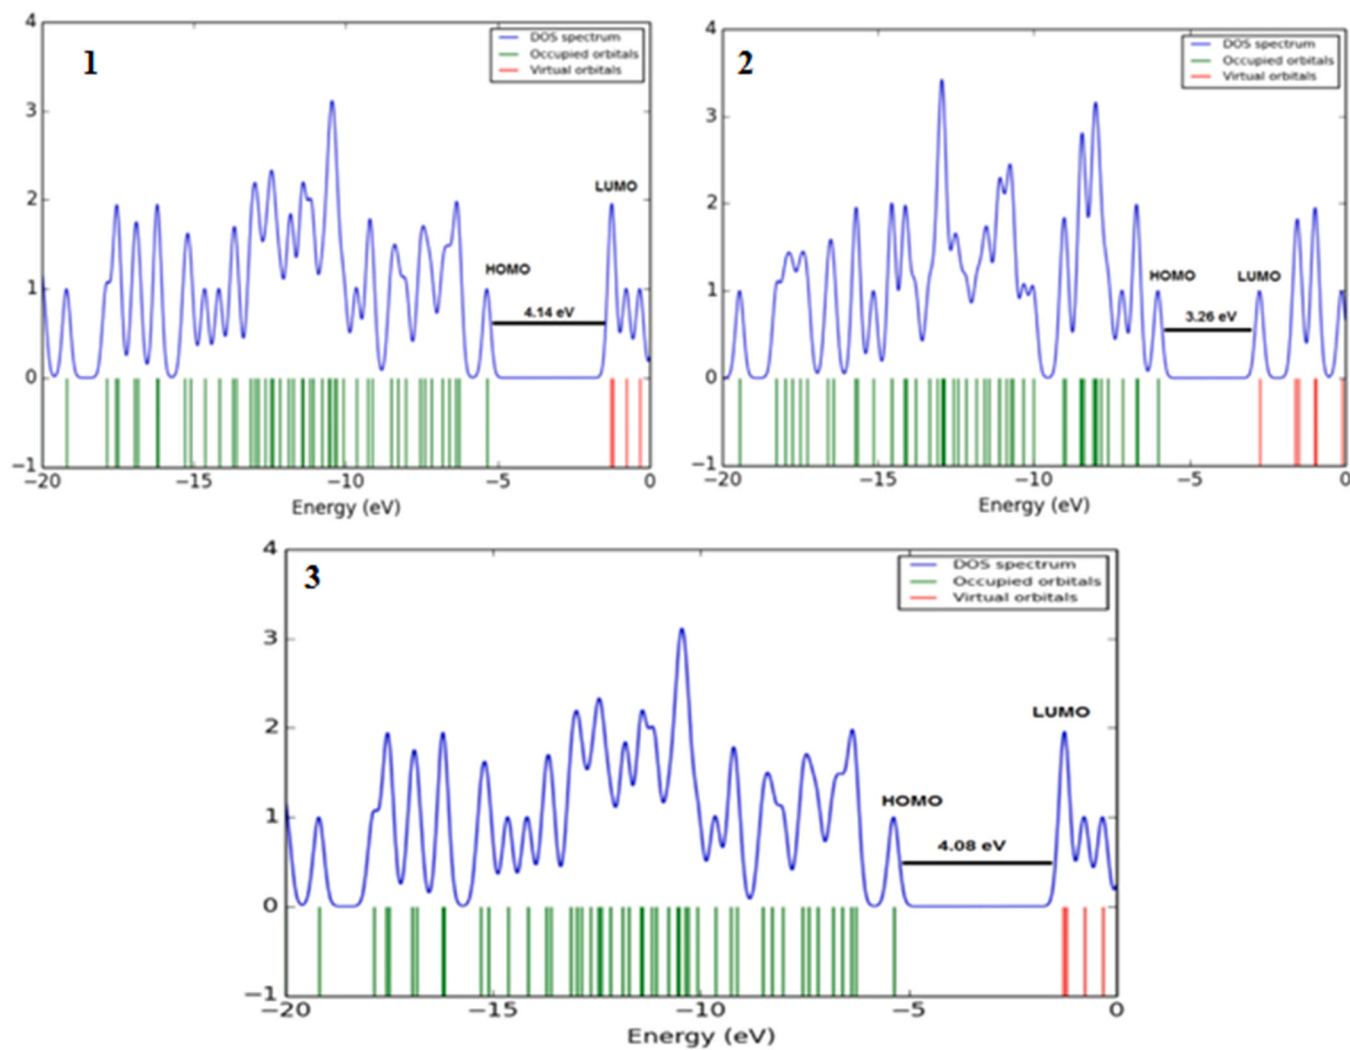 1
DOS spectrum
Occupied orbitals
Virtual orbitals
LUMO
HOMO
4.14 eV
4
3
2
1
0
−1
−20
−15
−10
−5
0
Energy (eV)
2
DOS spectrum
Occupied orbitals
Virtual orbitals
HOMO
LUMO
3.26 eV
4
3
2
1
0
−1
−20
−15
−10
−5
0
Energy (eV)
3
DOS spectrum
Occupied orbitals
Virtual orbitals
LUMO
HOMO
4.08 eV
4
3
2
1
0
−1
−20
−15
−10
−5
0
Energy (eV)